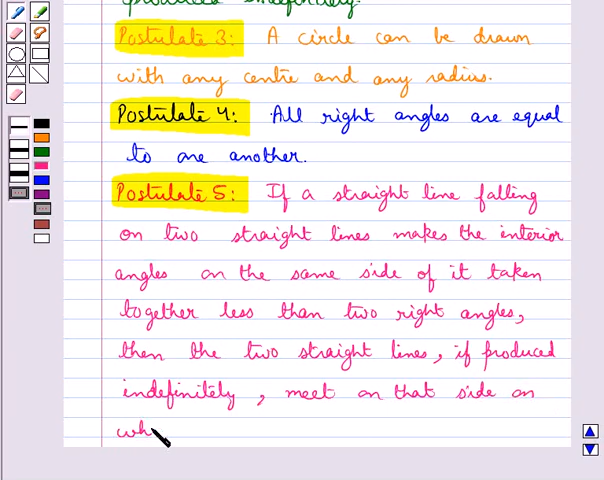 produced indefinitely.
Postulate 3: A circle can be drawn
with any centre and any radius.
Postulate 4: All right angles are equal
to one another.
Postulate 5: If a straight line falling
on two straight lines makes the interior
angles on the same side of it taken
together less than two right angles,
then the two straight lines, if produced
indefinitely, meet on that side on
wh